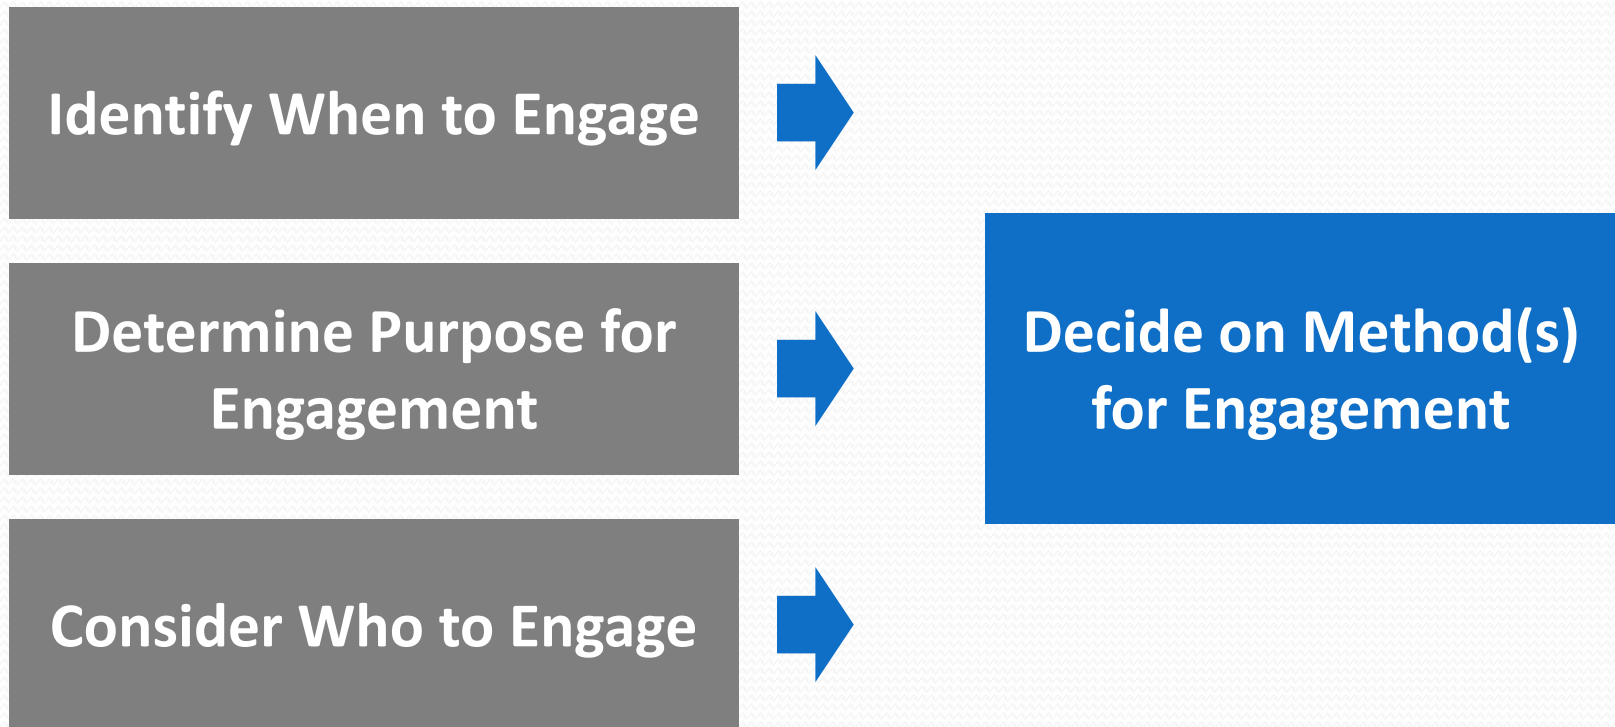 Identify When to Engage
Determine Purpose for
Engagement
Consider Who to Engage
Decide on Method(s)
for Engagement